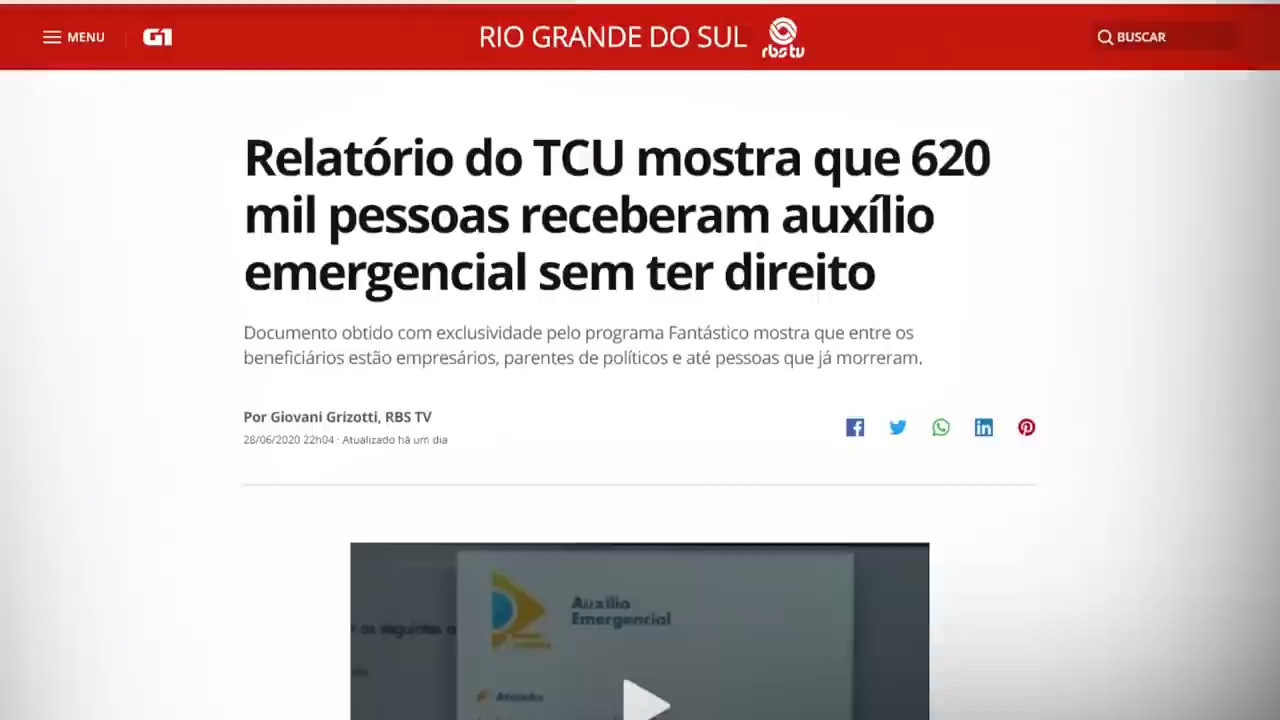 MENU
G1
RIO GRANDE DO SUL
rbs tv
BUSCAR
Relatório do TCU mostra que 620
mil pessoas receberam auxílio
emergencial sem ter direito
Documento obtido com exclusividade pelo programa Fantástico mostra que entre os
beneficiários estão empresários, parentes de políticos e até pessoas que já morreram.
Por Giovani Grizotti, RBS TV
28/06/2020 22h04 · Atualizado há um dia
Auxílio
Emergencial
os seguintes